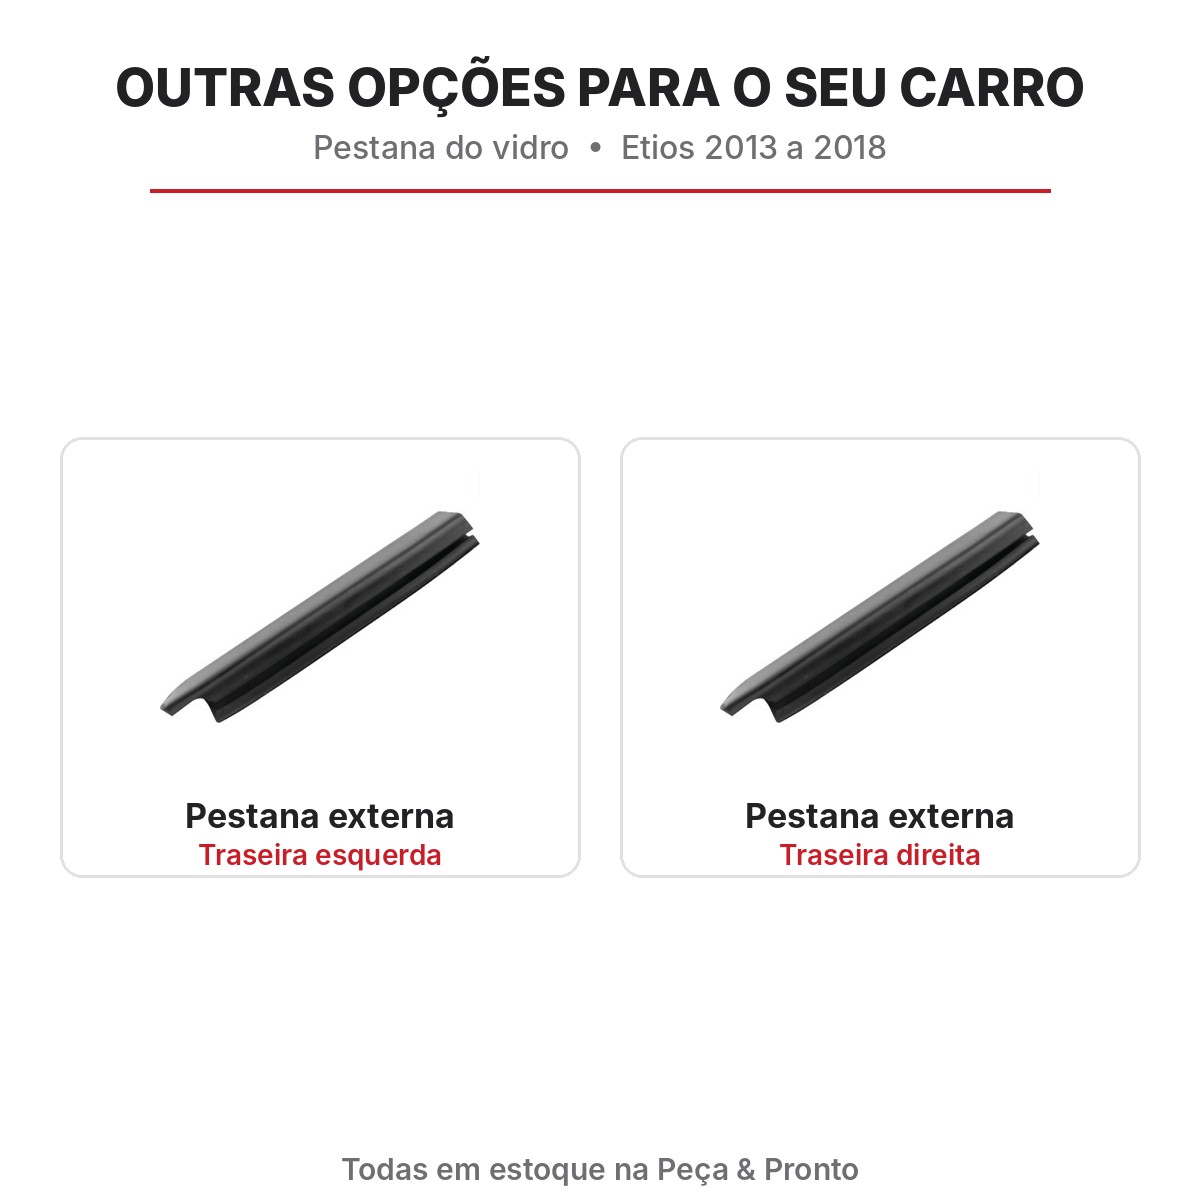 OUTRAS OPÇÕES PARA O SEU CARRO
Pestana do vidro • Etios 2013 a 2018
Pestana externa
Traseira esquerda
Pestana externa
Traseira direita
Todas em estoque na Peça & Pronto